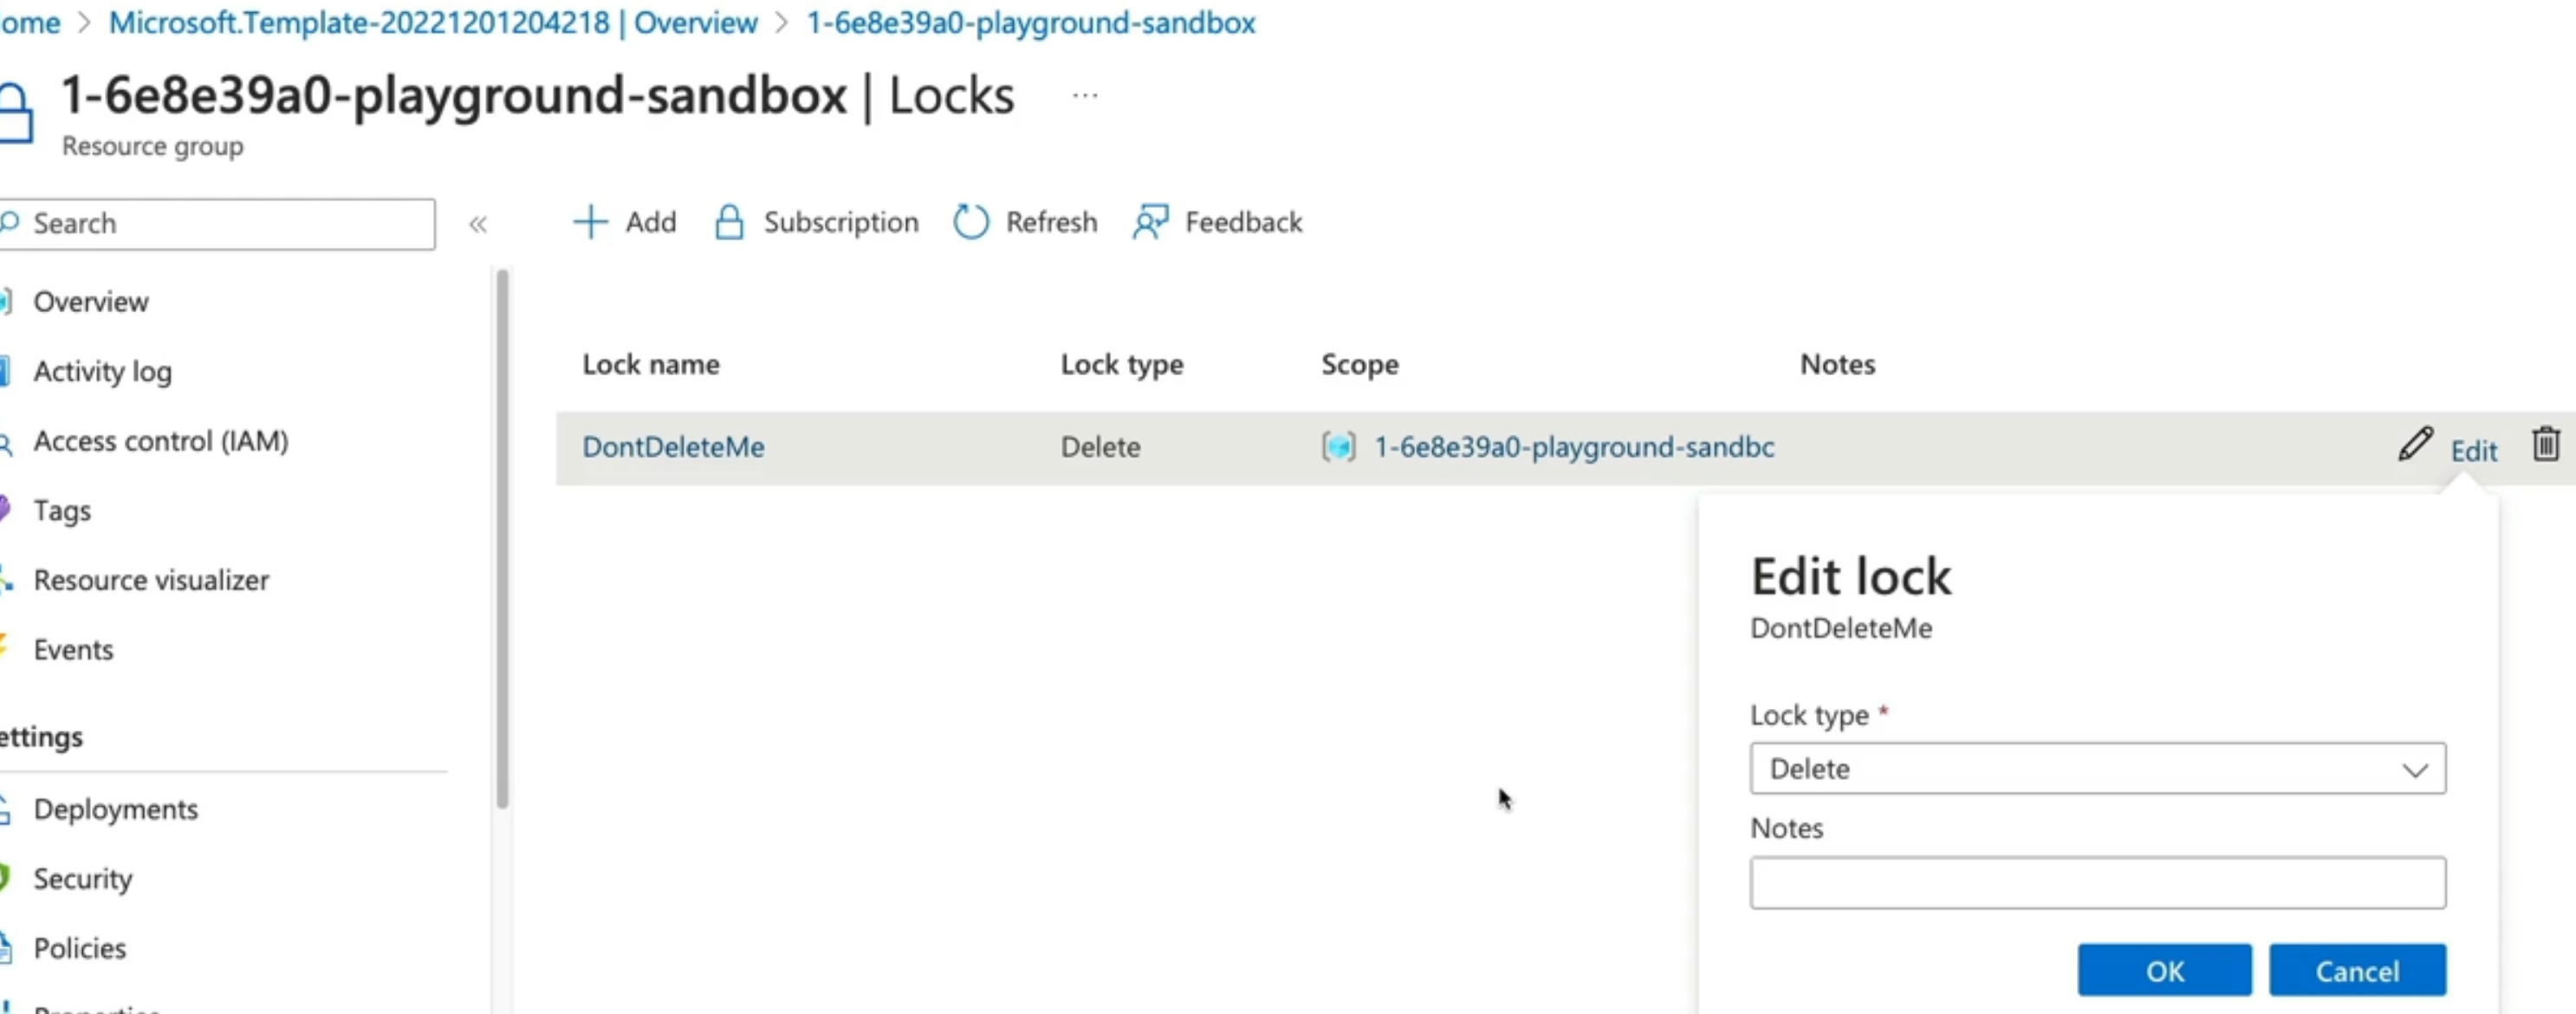 ome > Microsoft.Template-20221201204218 | Overview > 1-6e8e39a0-playground-sandbox
1-6e8e39a0-playground-sandbox | Locks ...
Resource group
Search «
+ Add Subscription Refresh Feedback
Overview
Activity log
Access control (IAM)
Tags
Resource visualizer
Events
ettings
Deployments
Security
Policies
Lock name Lock type Scope Notes
DontDeleteMe Delete 1-6e8e39a0-playground-sandbc Edit
Edit lock
DontDeleteMe
Lock type *
Delete
Notes
OK Cancel